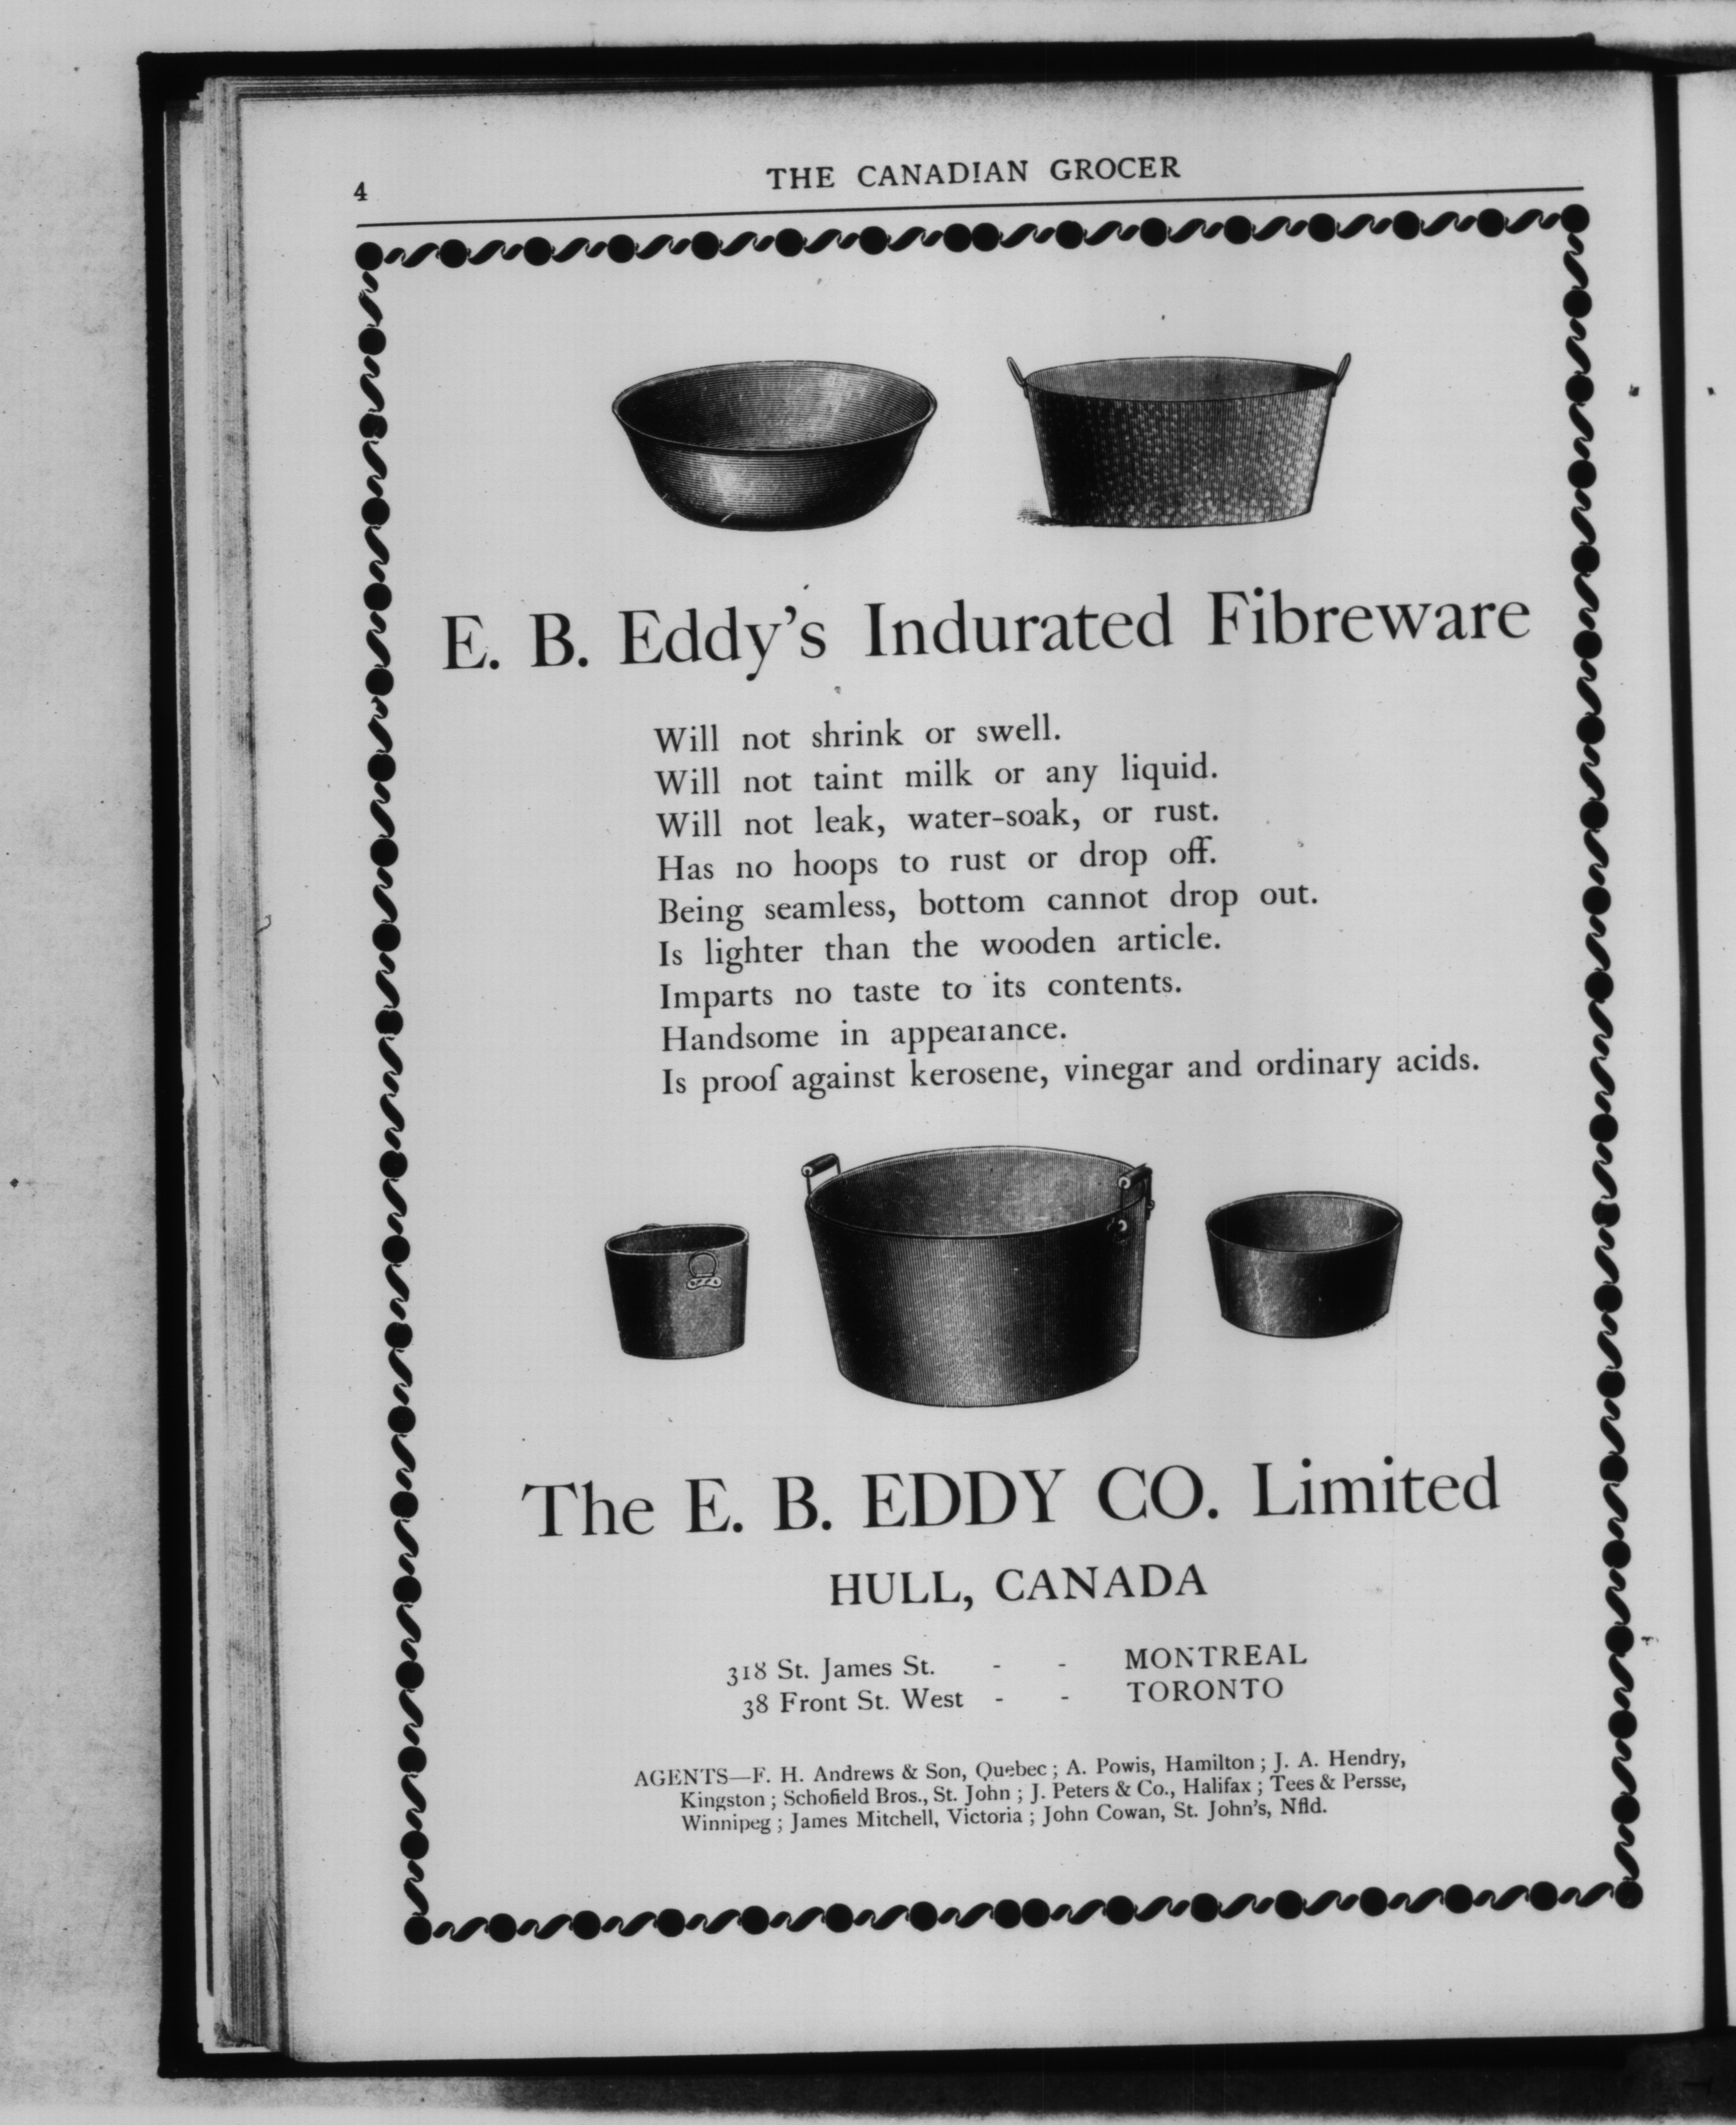 4
THE CANADIAN GROCER
E. B. Eddy's Indurated Fibreware
Will not shrink or swell.
Will not taint milk or any liquid.
Will not leak, water-soak, or rust.
Has no hoops to rust or drop off.
Being seamless, bottom cannot drop out.
Is lighter than the wooden article.
Imparts no taste to its contents.
Handsome in appearance.
Is proof against kerosene, vinegar and ordinary acids.
The E. B. EDDY CO. Limited
HULL, CANADA
318 St. James St. - - MONTREAL
38 Front St. West - - TORONTO
AGENTS—F. H. Andrews & Son, Quebec ; A. Powis, Hamilton ; J. A. Hendry,
Kingston ; Schofield Bros., St. John ; J. Peters & Co., Halifax ; Tees & Persse,
Winnipeg ; James Mitchell, Victoria ; John Cowan, St. John's, Nfld.